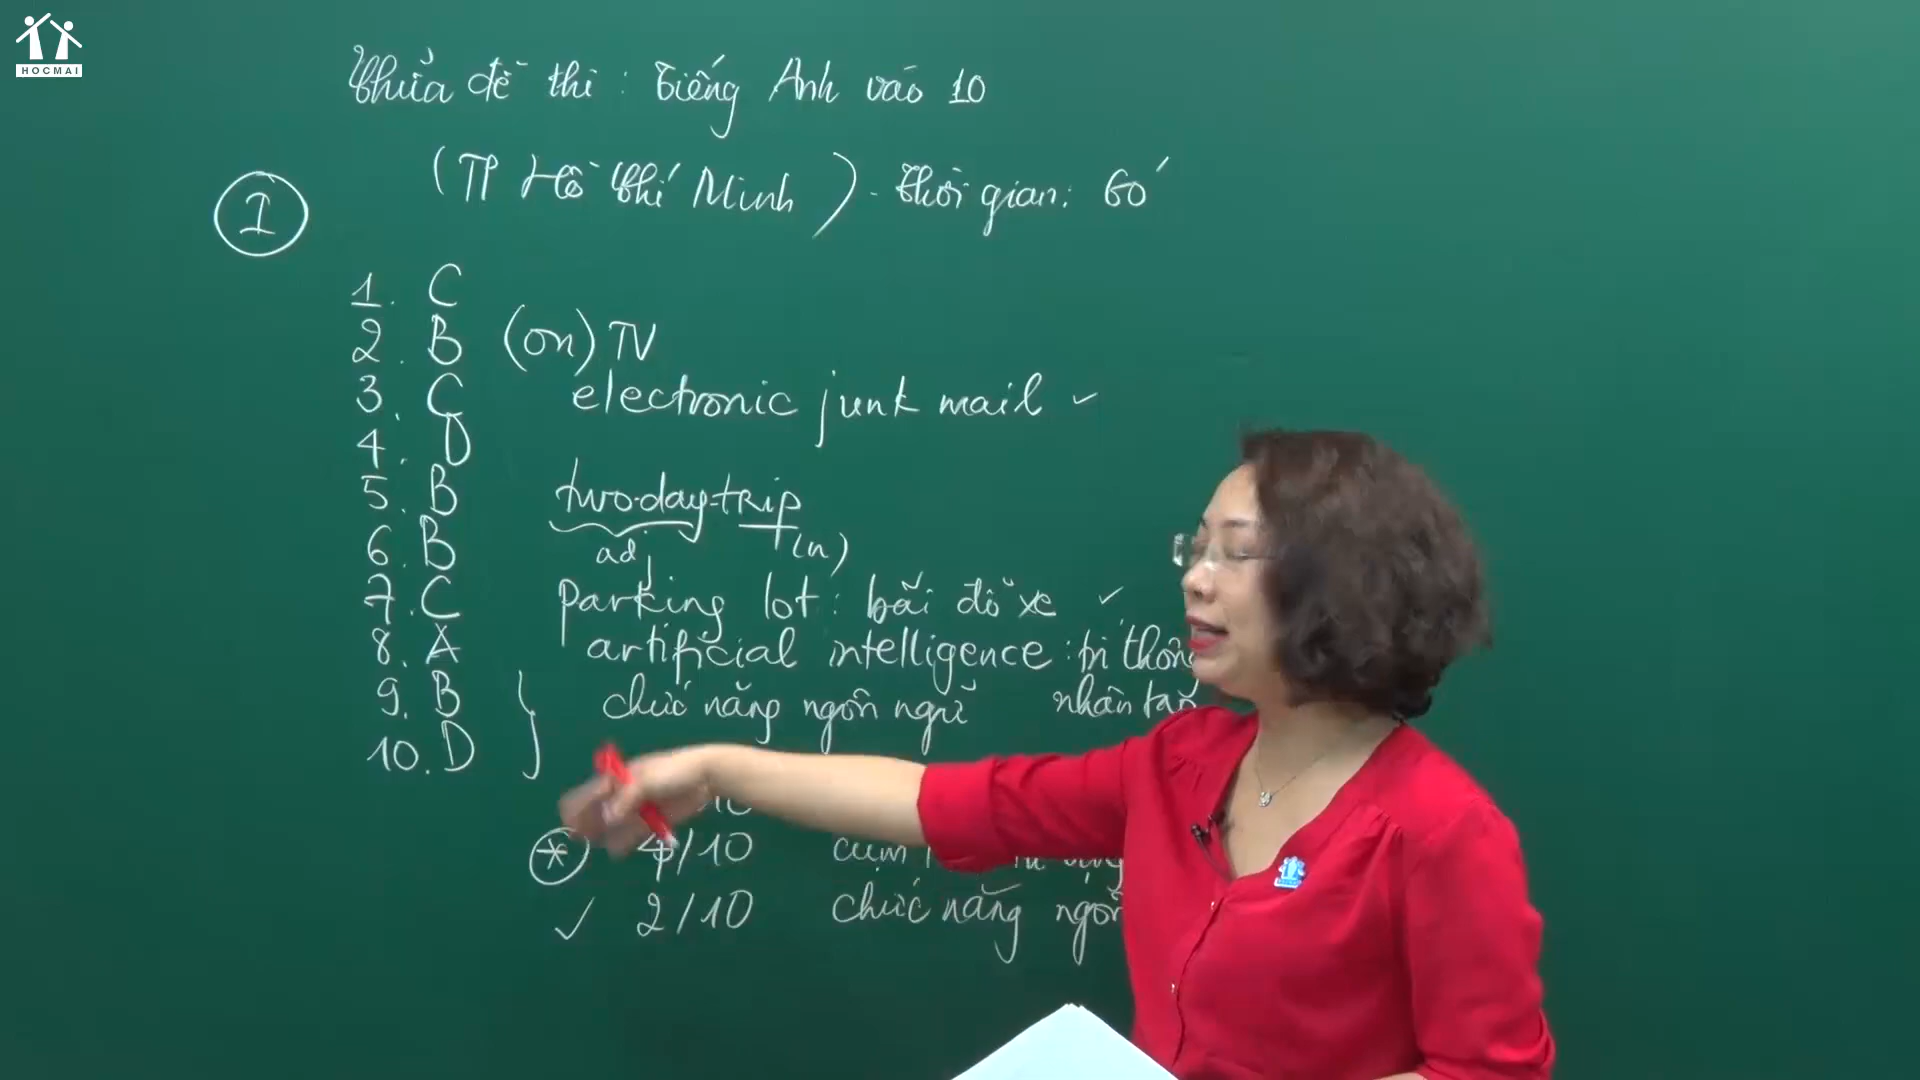 HOCMAI
Chữa đề thi : Tiếng Anh vào 10
(TP Hồ Chí Minh) - Thời gian: 60'
I
1. C
2. B (on) TV
3. C electronic junk mail ✓
4. D
5. B two-day-trip
adj (n)
6. B
7. C parking lot : bãi đỗ xe ✓
8. A artificial intelligence : trí thông
9. B chức năng ngôn ngữ nhân tạo
10. D
* 4/10 cụm
✓ 2/10 chức năng ngôn